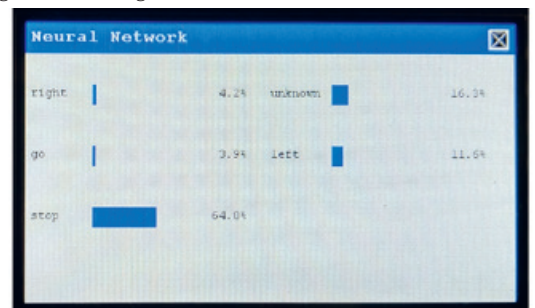 Neural Network
right 4.2% unknown 16.3%
go 3.9% left 11.6%
stop 64.0%